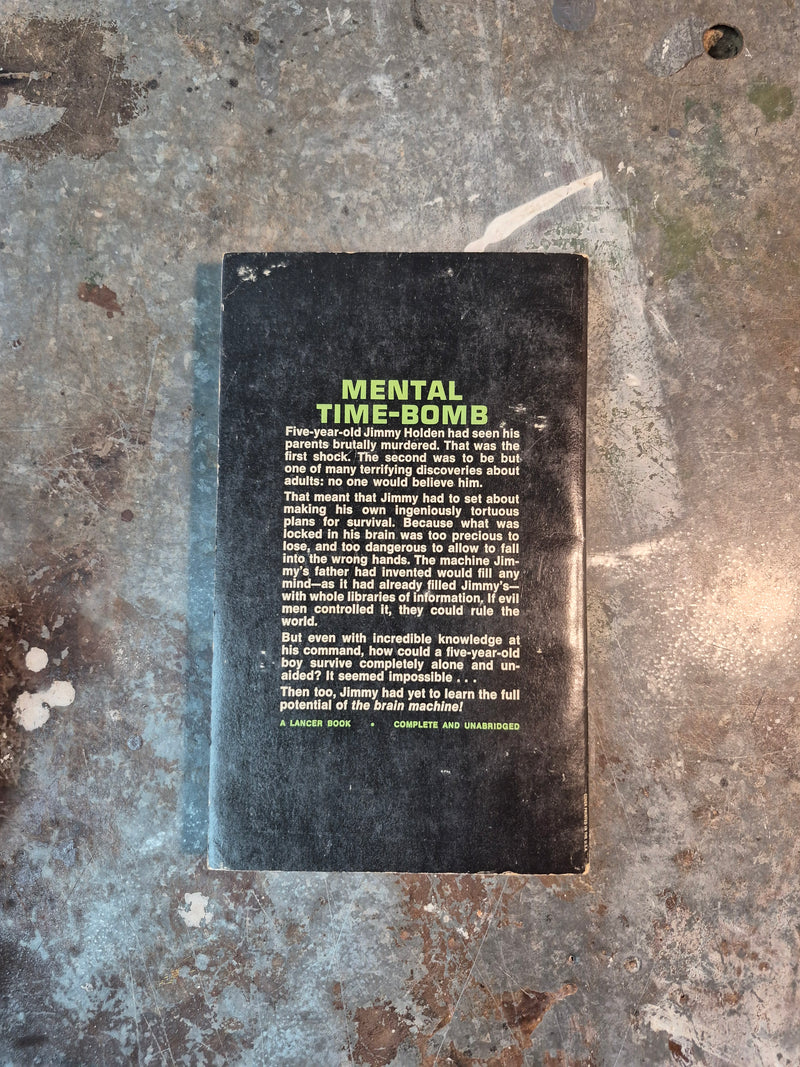 MENTAL
TIME-BOMB
Five-year-old Jimmy Holden had seen his
parents brutally murdered. That was the
first shock. The second was to be but
one of many terrifying discoveries about
adults: no one would believe him.
That meant that Jimmy had to set about
making his own ingeniously tortuous
plans for survival. Because what was
locked in his brain was too precious to
lose, and too dangerous to allow to fall
into the wrong hands. The machine Jim-
my's father had invented would fill any
mind—as it had already filled Jimmy's—
with whole libraries of information. If evil
men controlled it, they could rule the
world.
But even with incredible knowledge at
his command, how could a five-year-old
boy survive completely alone and un-
aided? It seemed impossible . . .
Then too, Jimmy had yet to learn the full
potential of the brain machine!
A LANCER BOOK • COMPLETE AND UNABRIDGED